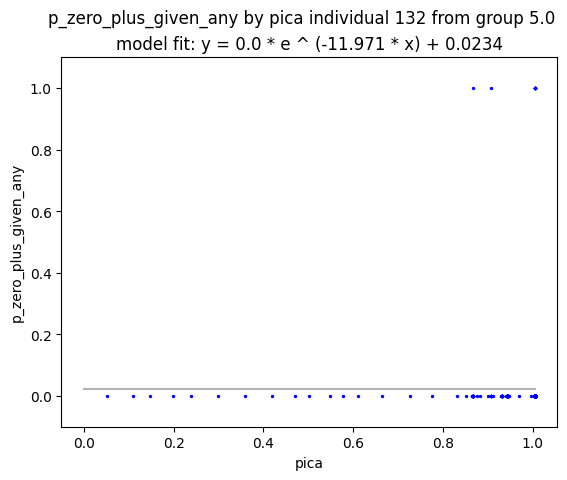 p_zero_plus_given_any by pica individual 132 from group 5.0
model fit: y = 0.0 * e ^ (-11.971 * x) + 0.0234
1.0
0.8
0.6
0.4
0.2
0.0
p_zero_plus_given_any
0.0 0.2 0.4 0.6 0.8 1.0
pica